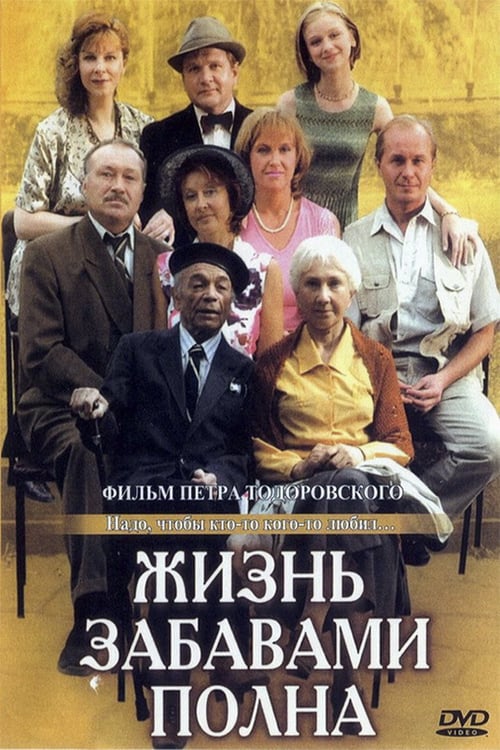 ФИЛЬМ ПЕТРА ТОДОРОВСКОГО
Надо, чтобы кто-то кого-то любил...
ЖИЗНЬ
ЗАБАВАМИ
ПОЛНА
DVD
VIDEO